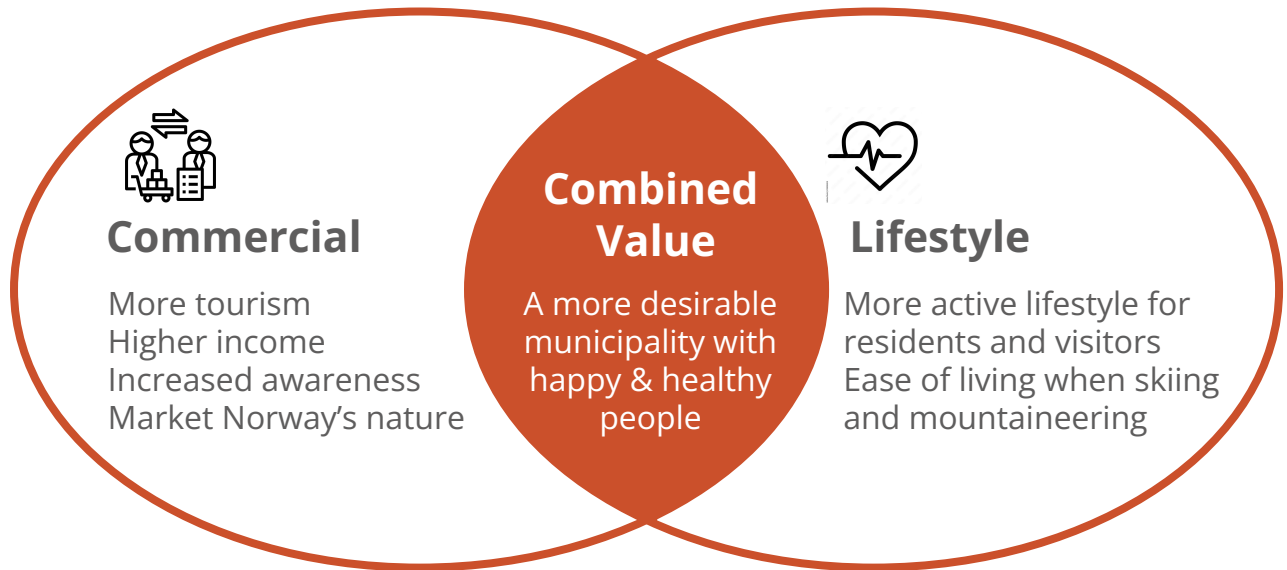 Commercial
More tourism
Higher income
Increased awareness
Market Norway’s nature
Combined
Value
A more desirable
municipality with
happy & healthy
people
Lifestyle
More active lifestyle for
residents and visitors
Ease of living when skiing
and mountaineering